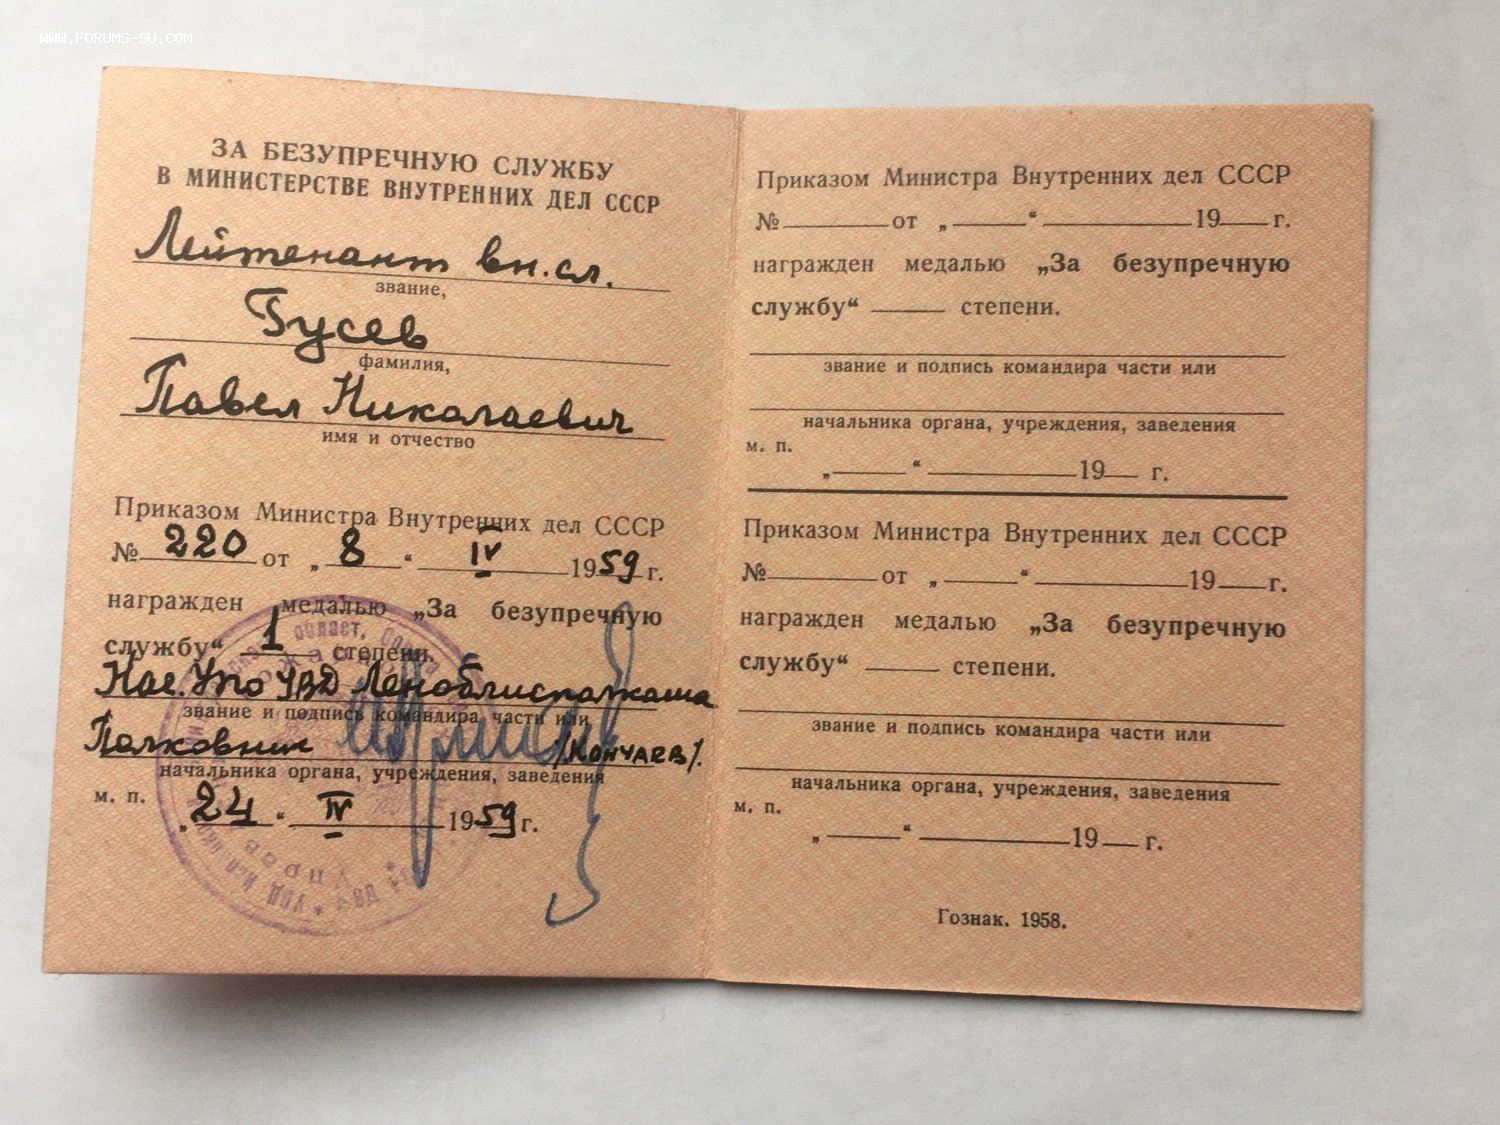 WWW.FORUMS-SU.COM
ЗА БЕЗУПРЕЧНУЮ СЛУЖБУ
В МИНИСТЕРСТВЕ ВНУТРЕННИХ ДЕЛ СССР
Лейтенант вн.сл.
звание,
Гусев
фамилия,
Павел Николаевич
имя и отчество
Приказом Министра Внутренних дел СССР
№ 220 от „ 8 “ IV 1959 г.
награжден медалью „За безупречную
службу“ 1 степени.
Нач. УПО УВД Леноблисполкома
звание и подпись командира части или
Полковник /КОНЧАЕВ/.
начальника органа, учреждения, заведения
м. п.
„ 24 “ IV 1959 г.
Приказом Министра Внутренних дел СССР
№ от „ “ 19 г.
награжден медалью „За безупречную
службу“ степени.
звание и подпись командира части или
начальника органа, учреждения, заведения
м. п.
„ “ 19 г.
Приказом Министра Внутренних дел СССР
№ от „ “ 19 г.
награжден медалью „За безупречную
службу“ степени.
звание и подпись командира части или
начальника органа, учреждения, заведения
м. п.
„ “ 19 г.
Гознак. 1958.